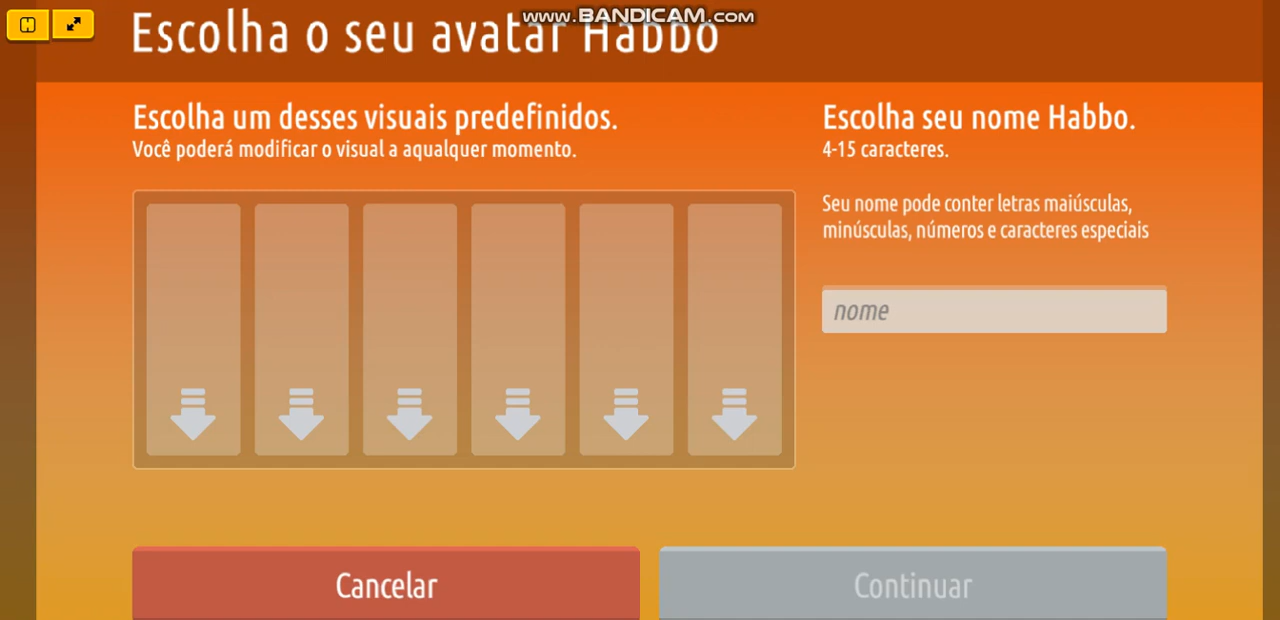 www.BANDICAM.com
Escolha o seu avatar Habbo
Escolha um desses visuais predefinidos.
Você poderá modificar o visual a aqualquer momento.
Escolha seu nome Habbo.
4-15 caracteres.
Seu nome pode conter letras maiúsculas,
minúsculas, números e caracteres especiais
nome
Cancelar
Continuar